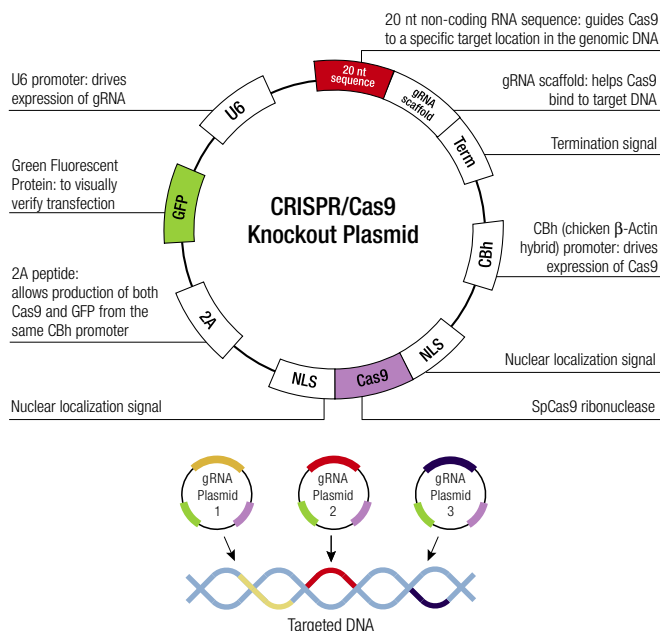 20 nt non-coding RNA sequence: guides Cas9
to a specific target location in the genomic DNA
U6 promoter: drives
expression of gRNA
gRNA scaffold: helps Cas9
bind to target DNA
Termination signal
Green Fluorescent
Protein: to visually
verify transfection
CBh (chicken β-Actin
hybrid) promoter: drives
expression of Cas9
2A peptide:
allows production of both
Cas9 and GFP from the
same CBh promoter
Nuclear localization signal
Nuclear localization signal
SpCas9 ribonuclease
20 nt
sequence
gRNA
scaffold
Term
CBh
NLS
Cas9
NLS
2A
GFP
U6
CRISPR/Cas9
Knockout Plasmid
gRNA
Plasmid
1
gRNA
Plasmid
2
gRNA
Plasmid
3
Targeted DNA